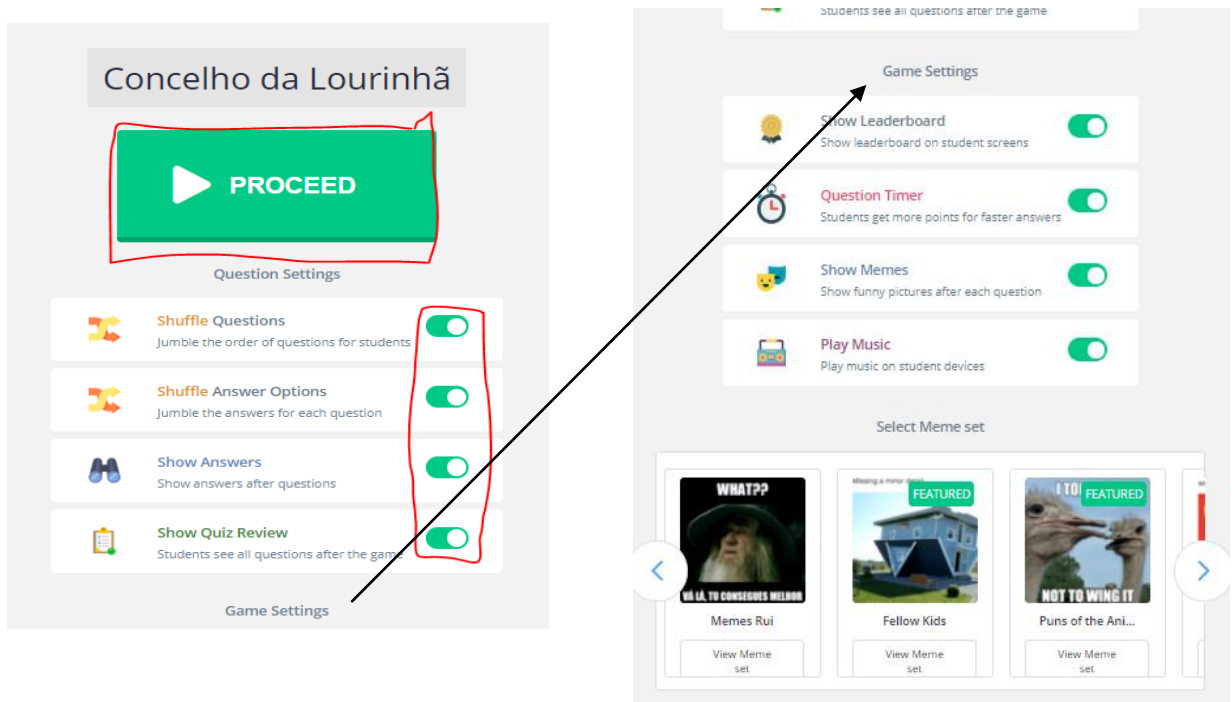 Concelho da Lourinhã
PROCEED
Question Settings
Shuffle Questions
Jumble the order of questions for students
Shuffle Answer Options
Jumble the answers for each question
Show Answers
Show answers after questions
Show Quiz Review
Students see all questions after the game
Game Settings
Students see all questions after the game
Game Settings
Show Leaderboard
Show leaderboard on student screens
Question Timer
Students get more points for faster answers
Show Memes
Show funny pictures after each question
Play Music
Play music on student devices
Select Meme set
WHAT??
VÁ LÁ, TU CONSEGUES MELHOR
Memes Rui
View Meme
set
Missing a minor detail
FEATURED
Fellow Kids
View Meme
set
I TO
FEATURED
NOT TO WING IT
Puns of the Ani...
View Meme
set